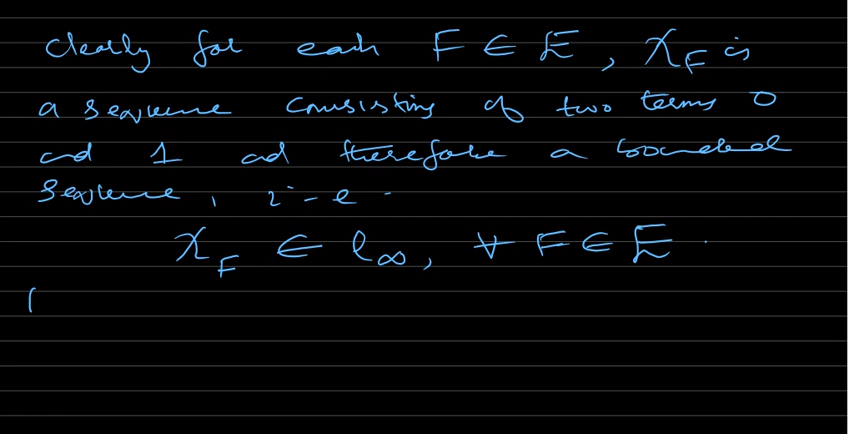 clearly for each F ∈ E, χ_F is
a sequence consisting of two terms 0
and 1 and therefore a bounded
sequence, i-e-
χ_F ∈ l_∞, ∀ F ∈ E.
(